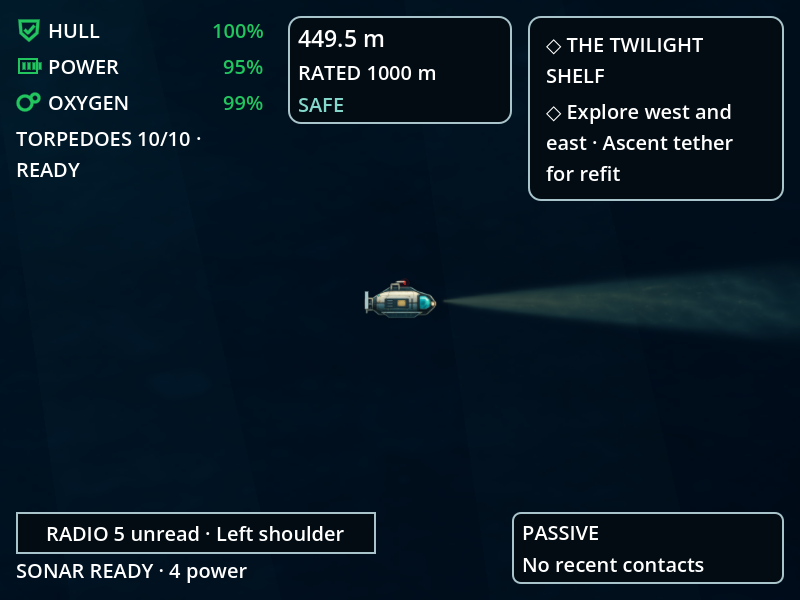 HULL 100%
POWER 95%
OXYGEN 99%
TORPEDOES 10/10 ·
READY
449.5 m
RATED 1000 m
SAFE
◇ THE TWILIGHT
SHELF
◇ Explore west and
east · Ascent tether
for refit
RADIO 5 unread · Left shoulder
SONAR READY · 4 power
PASSIVE
No recent contacts